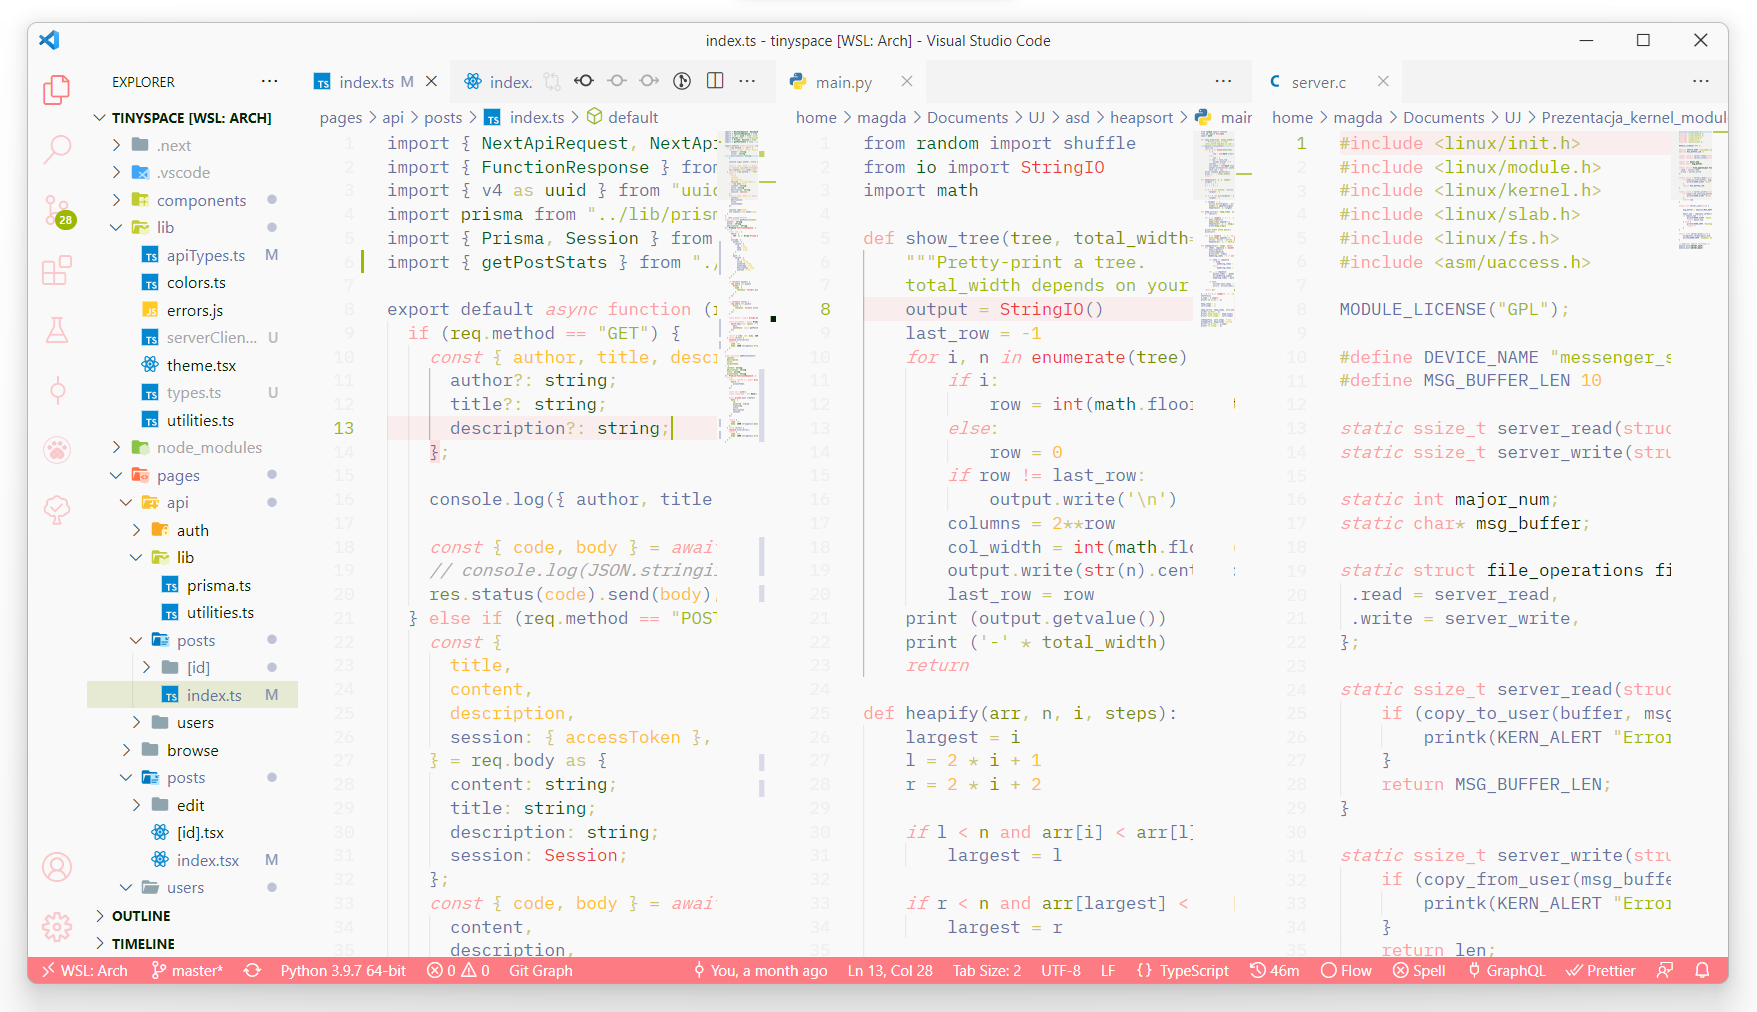 index.ts - tinyspace [WSL: Arch] - Visual Studio Code
EXPLORER
TINYSPACE [WSL: ARCH]
.next
.vscode
components
lib
apiTypes.ts M
colors.ts
errors.js
serverClien... U
theme.tsx
types.ts U
utilities.ts
node_modules
pages
api
auth
lib
prisma.ts
utilities.ts
posts
[id]
index.ts M
users
browse
posts
edit
[id].tsx
index.tsx M
users
OUTLINE
TIMELINE
28
TS index.ts M
index.
pages > api > posts > TS index.ts > default
1 import { NextApiRequest, NextAp
2 import { FunctionResponse } from
3 import { v4 as uuid } from "uuid
4 import prisma from "../lib/prism
5 import { Prisma, Session } from
6 import { getPostStats } from "./
7
8 export default async function (
9 if (req.method == "GET") {
10 const { author, title, desc
11 author?: string;
12 title?: string;
13 description?: string;
14 };
15
16 console.log({ author, title
17
18 const { code, body } = awai
19 // console.log(JSON.stringi
20 res.status(code).send(body)
21 } else if (req.method == "POST
22 const {
23 title,
24 content,
25 description,
26 session: { accessToken },
27 } = req.body as {
28 content: string;
29 title: string;
30 description: string;
31 session: Session;
32 };
33 const { code, body } = awai
34 content,
35 description,
main.py
home > magda > Documents > UJ > asd > heapsort > main
1 from random import shuffle
2 from io import StringIO
3 import math
4
5 def show_tree(tree, total_width=
6 """Pretty-print a tree.
7 total_width depends on your
8 output = StringIO()
9 last_row = -1
10 for i, n in enumerate(tree)
11 if i:
12 row = int(math.floor
13 else:
14 row = 0
15 if row != last_row:
16 output.write('\n')
17 columns = 2**row
18 col_width = int(math.flo
19 output.write(str(n).cent
20 last_row = row
21 print (output.getvalue())
22 print ('-' * total_width)
23 return
24
25 def heapify(arr, n, i, steps):
26 largest = i
27 l = 2 * i + 1
28 r = 2 * i + 2
29
30 if l < n and arr[i] < arr[l]
31 largest = l
32
33 if r < n and arr[largest] <
34 largest = r
35
C server.c
home > magda > Documents > UJ > Prezentacja_kernel_modul
1 #include <linux/init.h>
2 #include <linux/module.h>
3 #include <linux/kernel.h>
4 #include <linux/slab.h>
5 #include <linux/fs.h>
6 #include <asm/uaccess.h>
7
8 MODULE_LICENSE("GPL");
9
10 #define DEVICE_NAME "messenger_s
11 #define MSG_BUFFER_LEN 10
12
13 static ssize_t server_read(struc
14 static ssize_t server_write(stru
15
16 static int major_num;
17 static char* msg_buffer;
18
19 static struct file_operations fi
20 .read = server_read,
21 .write = server_write,
22 };
23
24 static ssize_t server_read(struc
25 if (copy_to_user(buffer, msg
26 printk(KERN_ALERT "Error
27 }
28 return MSG_BUFFER_LEN;
29 }
30
31 static ssize_t server_write(stru
32 if (copy_from_user(msg_buffe
33 printk(KERN_ALERT "Error
34 }
35 return len;
WSL: Arch master* Python 3.9.7 64-bit 0 0 Git Graph You, a month ago Ln 13, Col 28 Tab Size: 2 UTF-8 LF {} TypeScript 46m Flow Spell GraphQL Prettier